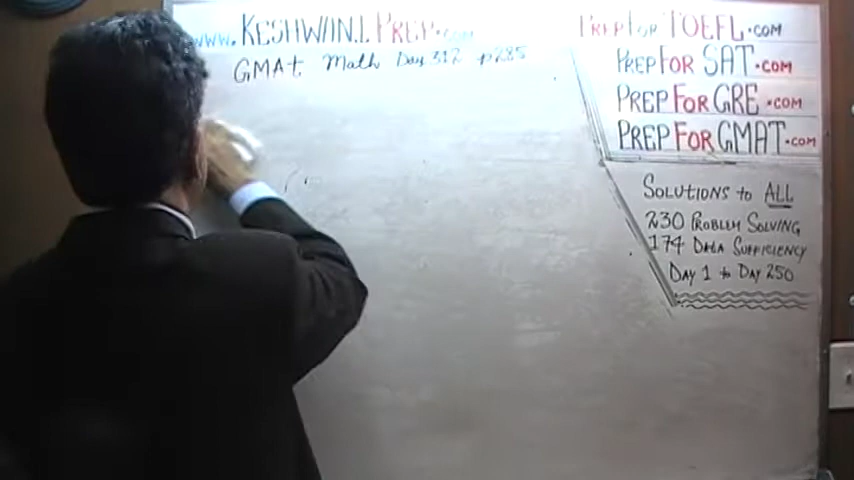 www.KESHWANI PREP.com
GMAT Math Day 312 p285
PREPFORTOEFL.COM
PREPFORSAT.COM
PREPFORGRE.COM
PREPFORGMAT.COM
SOLUTIONS to ALL
230 PROBLEM SOLVING
174 DATA SUFFICIENCY
DAY 1 to DAY 250